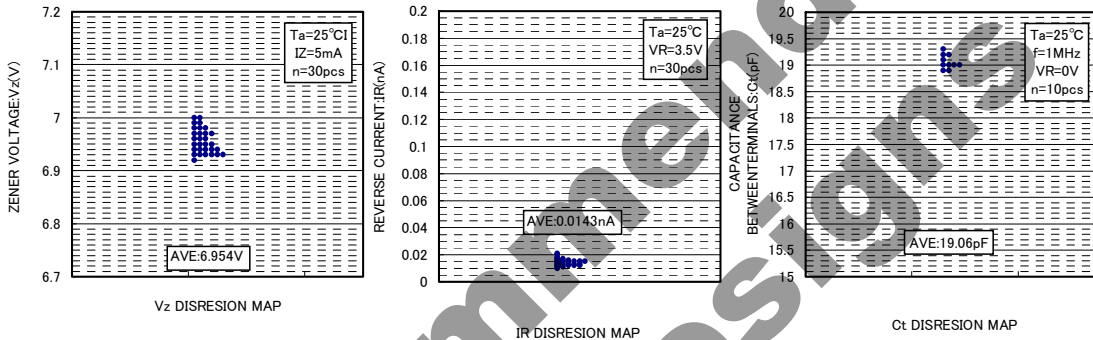 7.2
7.1
7
6.9
6.8
6.7
ZENER VOLTAGE:Vz(V)
Ta=25℃I
IZ=5mA
n=30pcs
AVE:6.954V
Vz DISRESION MAP
0.2
0.18
0.16
0.14
0.12
0.1
0.08
0.06
0.04
0.02
0
REVERSE CURRENT:IR(nA)
Ta=25℃
VR=3.5V
n=30pcs
AVE:0.0143nA
IR DISRESION MAP
20
19.5
19
18.5
18
17.5
17
16.5
16
15.5
15
CAPACITANCE
BETWEENTERMINALS:Ct(pF)
Ta=25℃
f=1MHz
VR=0V
n=10pcs
AVE:19.06pF
Ct DISRESION MAP